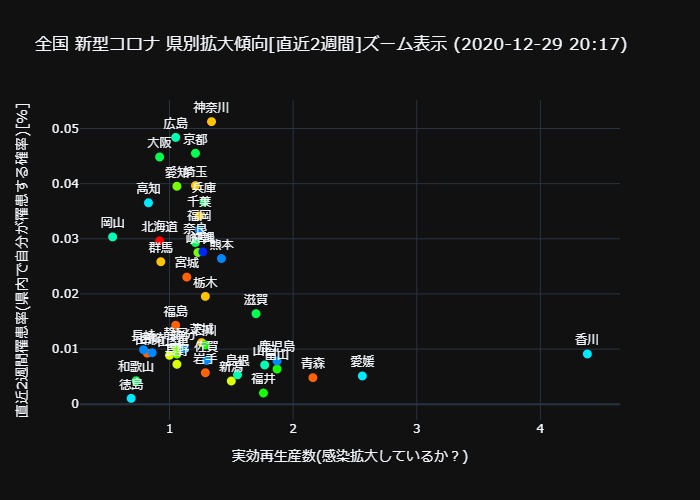 全国 新型コロナ 県別拡大傾向[直近2週間]ズーム表示 (2020-12-29 20:17)
直近2週間罹患率(県内で自分が罹患する確率)[%]
0.05
0.04
0.03
0.02
0.01
0
神奈川
広島
京都
大阪
愛知
埼玉
高知
兵庫
千葉
福岡
岡山
北海道
奈良
群馬
熊本
宮城
栃木
滋賀
福島
茨城
佐賀
鹿児島
香川
岩手
島根
新潟
和歌山
青森
愛媛
福井
徳島
1
2
3
4
実効再生産数(感染拡大しているか？)